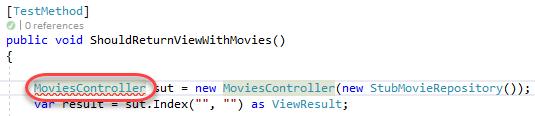 [TestMethod]
0 references
public void ShouldReturnViewWithMovies()
{
MoviesController sut = new MoviesController(new StubMovieRepository());
var result = sut.Index("", "") as ViewResult;